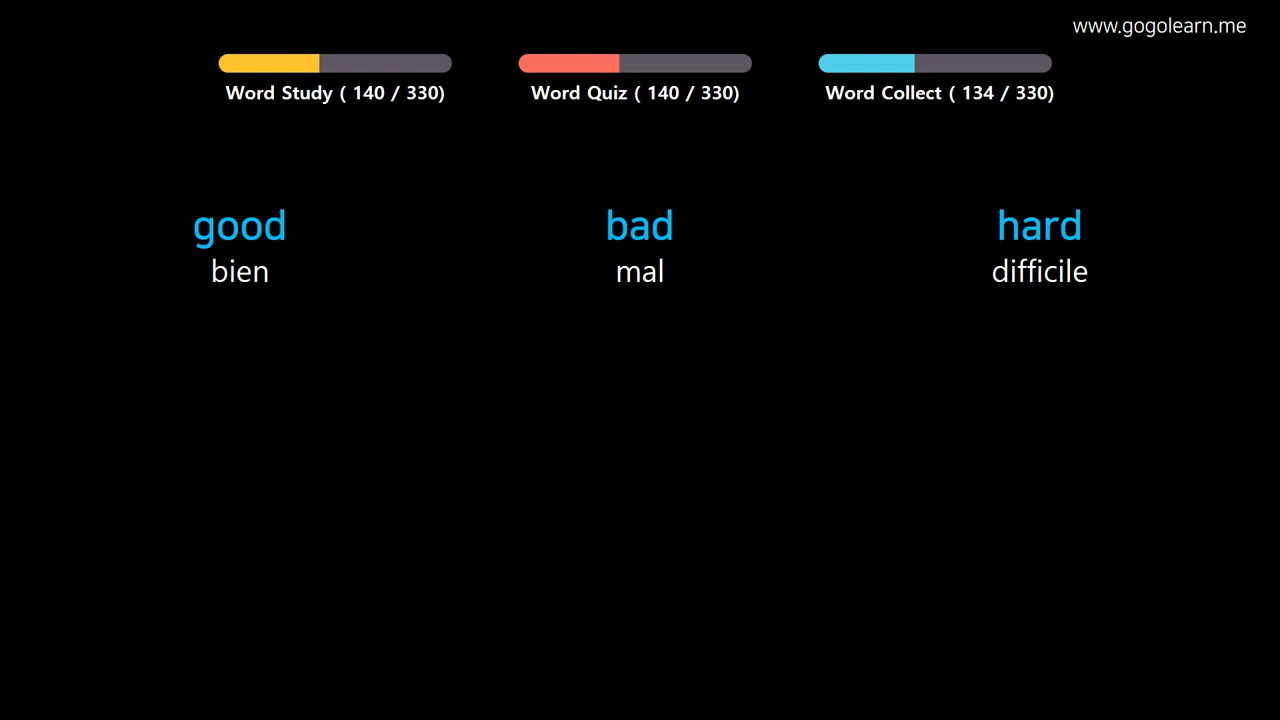 www.gogolearn.me
Word Study ( 140 / 330)
Word Quiz ( 140 / 330)
Word Collect ( 134 / 330)
good
bien
bad
mal
hard
difficile